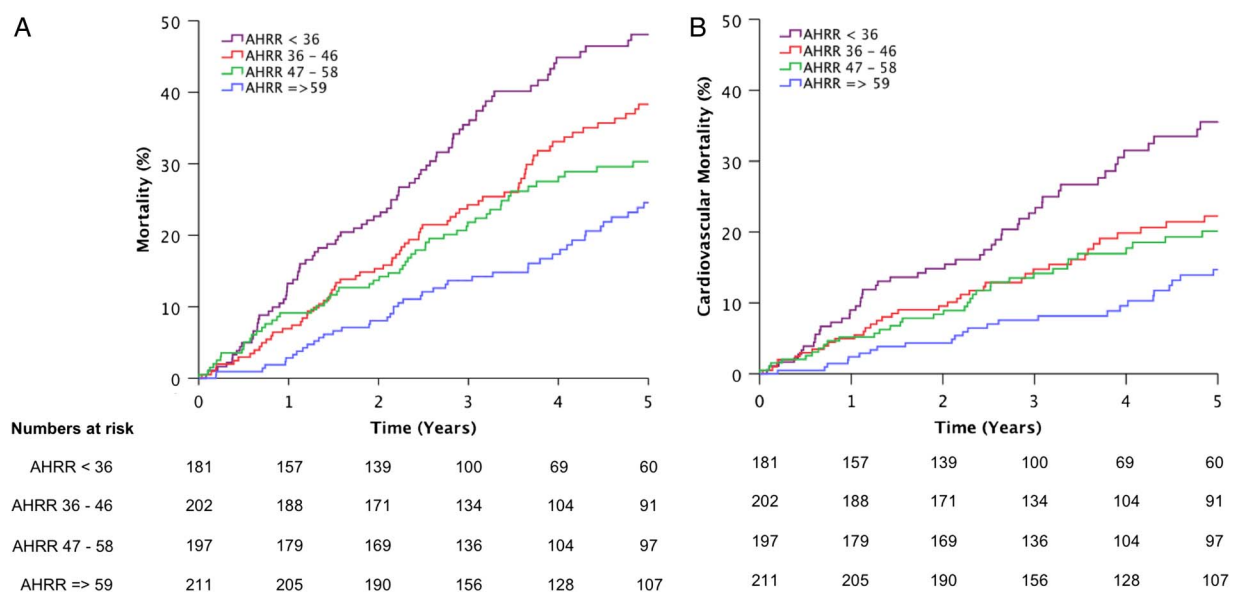 A
50
40
30
20
10
0
Mortality (%)
AHRR < 36
AHRR 36 - 46
AHRR 47 - 58
AHRR =>59
0 1 2 3 4 5
Time (Years)
B
50
40
30
20
10
0
Cardiovascular Mortality (%)
AHRR < 36
AHRR 36 - 46
AHRR 47 - 58
AHRR => 59
0 1 2 3 4 5
Time (Years)
Numbers at risk
AHRR < 36 181 157 139 100 69 60
AHRR 36 - 46 202 188 171 134 104 91
AHRR 47 - 58 197 179 169 136 104 97
AHRR => 59 211 205 190 156 128 107
181 157 139 100 69 60
202 188 171 134 104 91
197 179 169 136 104 97
211 205 190 156 128 107